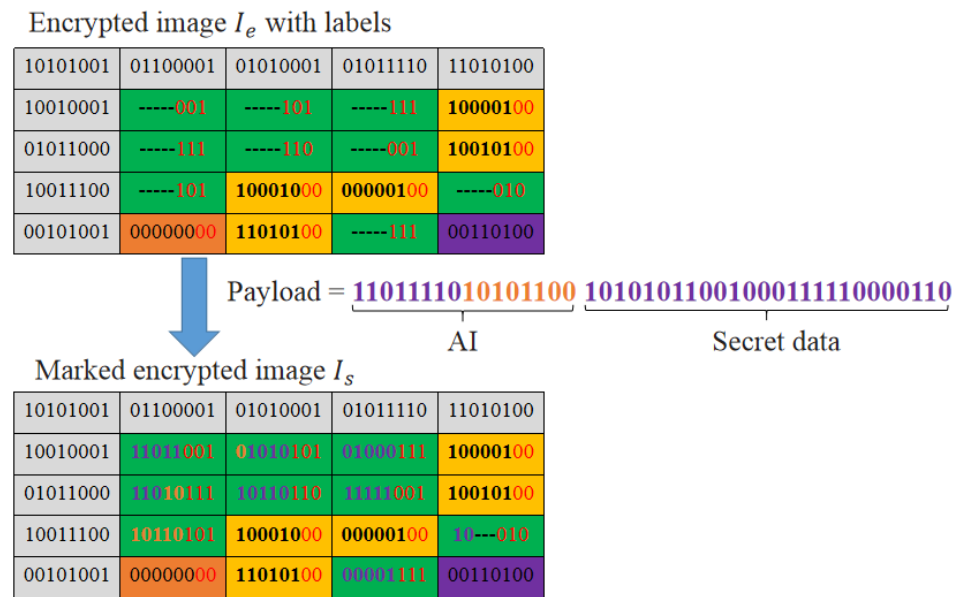 Encrypted image I_e with labels
10101001 01100001 01010001 01011110 11010100
10010001 -----001 -----101 -----111 10000100
01011000 -----111 -----110 -----001 10010100
10011100 -----101 10001000 00000100 -----010
00101001 00000000 11010100 -----111 00110100
Payload = 1101111010101100 101010110010001111110000110
AI Secret data
Marked encrypted image I_s
10101001 01100001 01010001 01011110 11010100
10010001 11011001 01010101 01000111 10000100
01011000 11010111 10110110 11111001 10010100
10011100 10110101 10001000 00000100 10---010
00101001 00000000 11010100 00001111 00110100